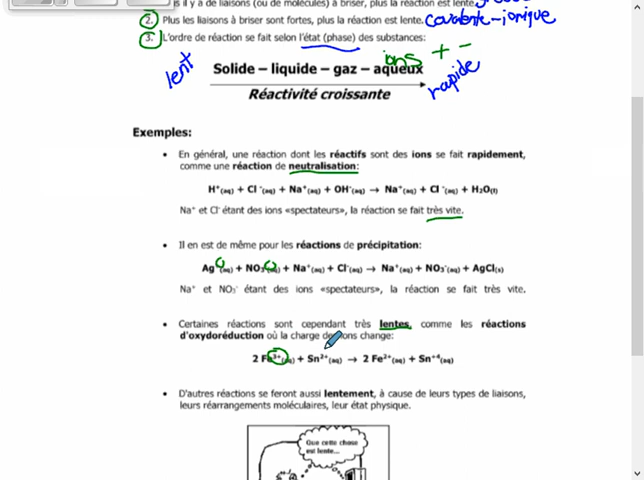 is il y a de liaisons (ou de molécules) à briser, plus la réaction est lente.
2. Plus les liaisons à briser sont fortes, plus la réaction est lente. covalente - ionique
3. L'ordre de réaction se fait selon l'état (phase) des substances:
lent ions + -
Solide – liquide – gaz – aqueux
rapide
Réactivité croissante
Exemples:
• En général, une réaction dont les réactifs sont des ions se fait rapidement,
comme une réaction de neutralisation:
H⁺(aq) + Cl⁻(aq) + Na⁺(aq) + OH⁻(aq) → Na⁺(aq) + Cl⁻(aq) + H₂O(l)
Na⁺ et Cl⁻ étant des ions «spectateurs», la réaction se fait très vite.
• Il en est de même pour les réactions de précipitation:
Ag⁺(aq) + NO₃⁻(aq) + Na⁺(aq) + Cl⁻(aq) → Na⁺(aq) + NO₃⁻(aq) + AgCl(s)
Na⁺ et NO₃⁻ étant des ions «spectateurs», la réaction se fait très vite.
• Certaines réactions sont cependant très lentes, comme les réactions
d'oxydoréduction où la charge des ions change:
2 Fe³⁺(aq) + Sn²⁺(aq) → 2 Fe²⁺(aq) + Sn⁺⁴(aq)
• D'autres réactions se feront aussi lentement, à cause de leurs types de liaisons,
leurs réarrangements moléculaires, leur état physique.
Que cette chose
est lente...